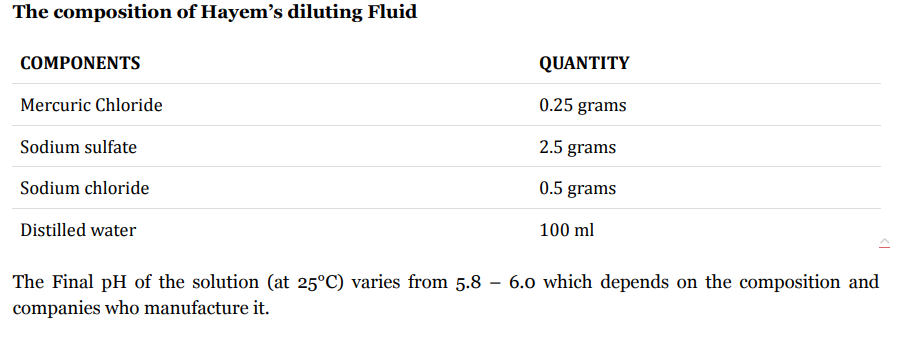 The composition of Hayem’s diluting Fluid
COMPONENTS QUANTITY
Mercuric Chloride 0.25 grams
Sodium sulfate 2.5 grams
Sodium chloride 0.5 grams
Distilled water 100 ml
The Final pH of the solution (at 25°C) varies from 5.8 – 6.0 which depends on the composition and
companies who manufacture it.